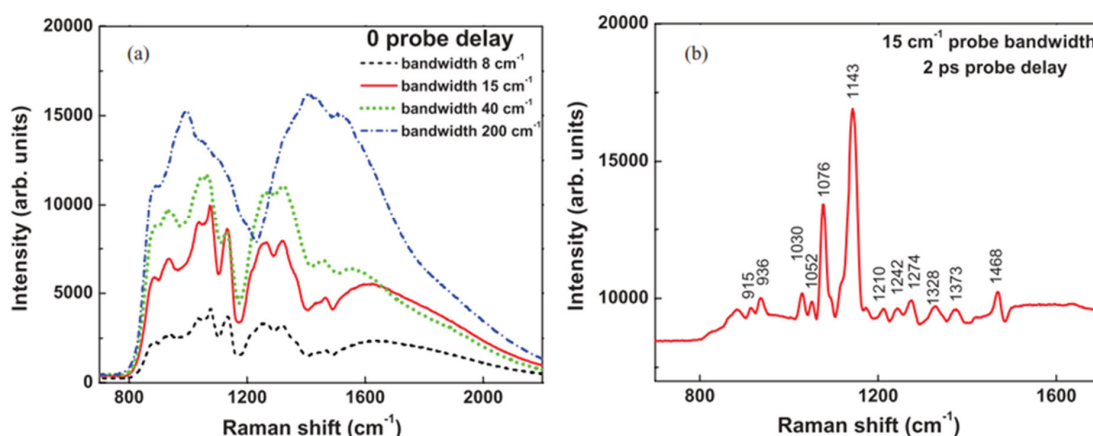 (a)
0 probe delay
bandwidth 8 cm⁻¹
bandwidth 15 cm⁻¹
bandwidth 40 cm⁻¹
bandwidth 200 cm⁻¹
Intensity (arb. units)
20000
15000
10000
5000
0
800 1200 1600 2000
Raman shift (cm⁻¹)
(b)
15 cm⁻¹ probe bandwidth
2 ps probe delay
Intensity (arb. units)
20000
15000
10000
915
936
1030
1052
1076
1143
1210
1242
1274
1328
1373
1468
800 1200 1600
Raman shift (cm⁻¹)